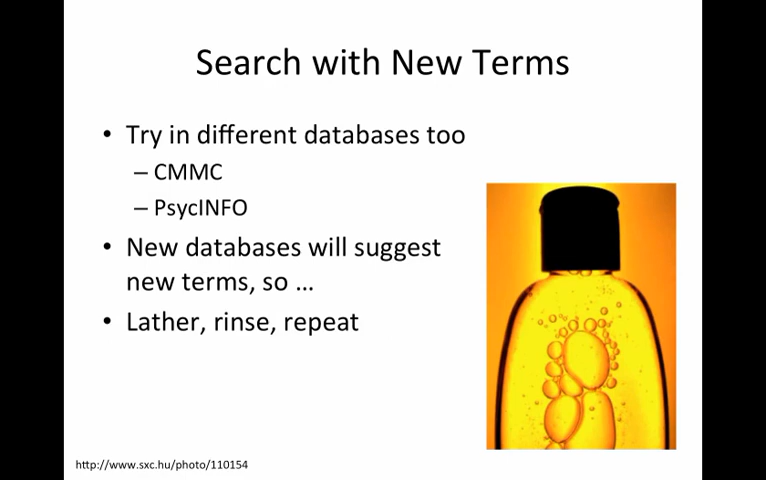 Search with New Terms
• Try in different databases too
– CMMC
– PsycINFO
• New databases will suggest
new terms, so ...
• Lather, rinse, repeat
http://www.sxc.hu/photo/110154